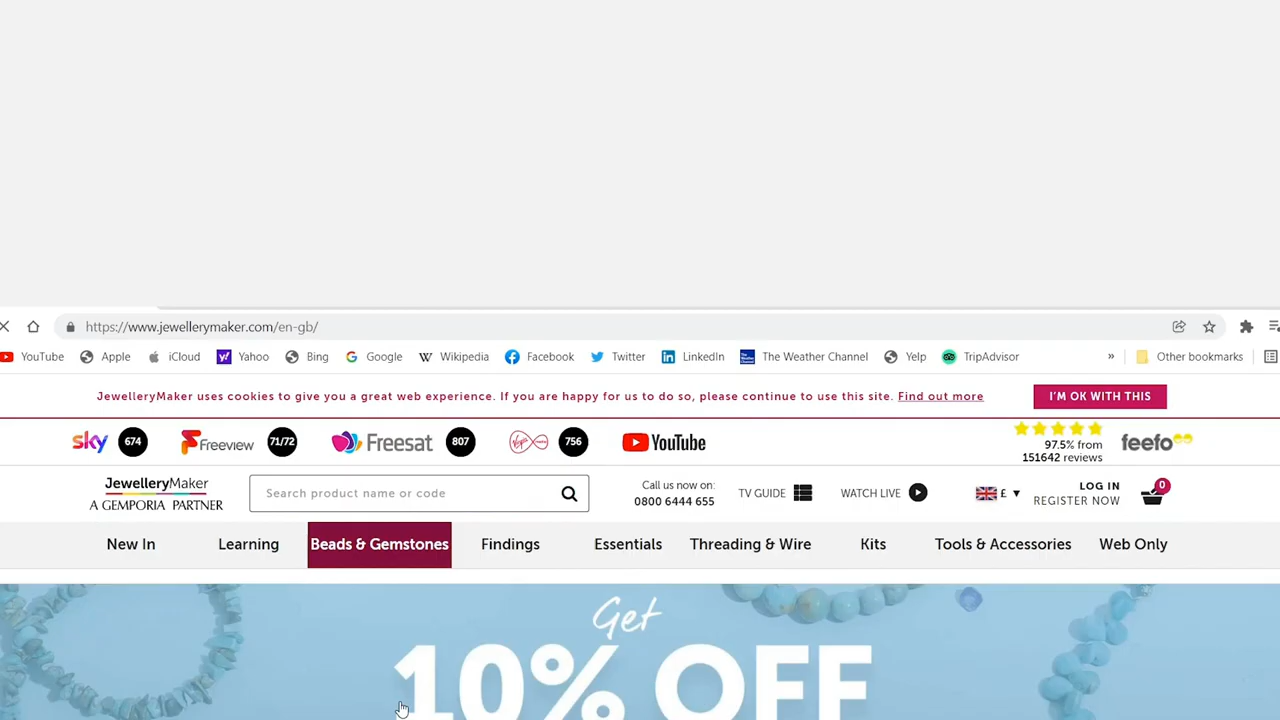 https://www.jewellerymaker.com/en-gb/
YouTube Apple iCloud Yahoo Bing Google Wikipedia Facebook Twitter LinkedIn The Weather Channel Yelp TripAdvisor » Other bookmarks
JewelleryMaker uses cookies to give you a great web experience. If you are happy for us to do so, please continue to use this site. Find out more I'M OK WITH THIS
sky 674 Freeview 71/72 Freesat 807 Virgin media 756 YouTube 97.5% from feefo
151642 reviews
JewelleryMaker
A GEMPORIA PARTNER
Search product name or code
Call us now on:
0800 6444 655
TV GUIDE WATCH LIVE £ ▼
LOG IN
REGISTER NOW
0
New In Learning Beads & Gemstones Findings Essentials Threading & Wire Kits Tools & Accessories Web Only
Get
10% OFF